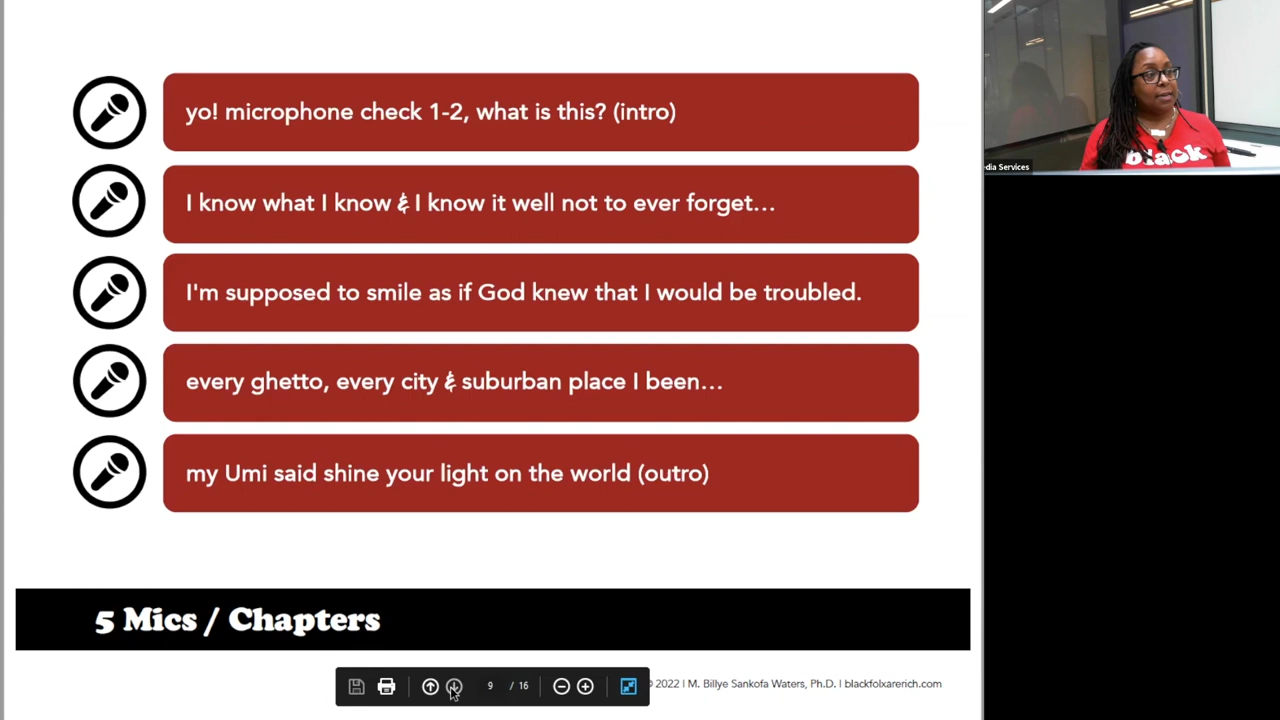 yo! microphone check 1-2, what is this? (intro)
I know what I know & I know it well not to ever forget...
I'm supposed to smile as if God knew that I would be troubled.
every ghetto, every city & suburban place I been...
my Umi said shine your light on the world (outro)
5 Mics / Chapters
9 / 16
2022 | M. Billye Sankofa Waters, Ph.D. | blackfolxarerich.com
black
dia Services